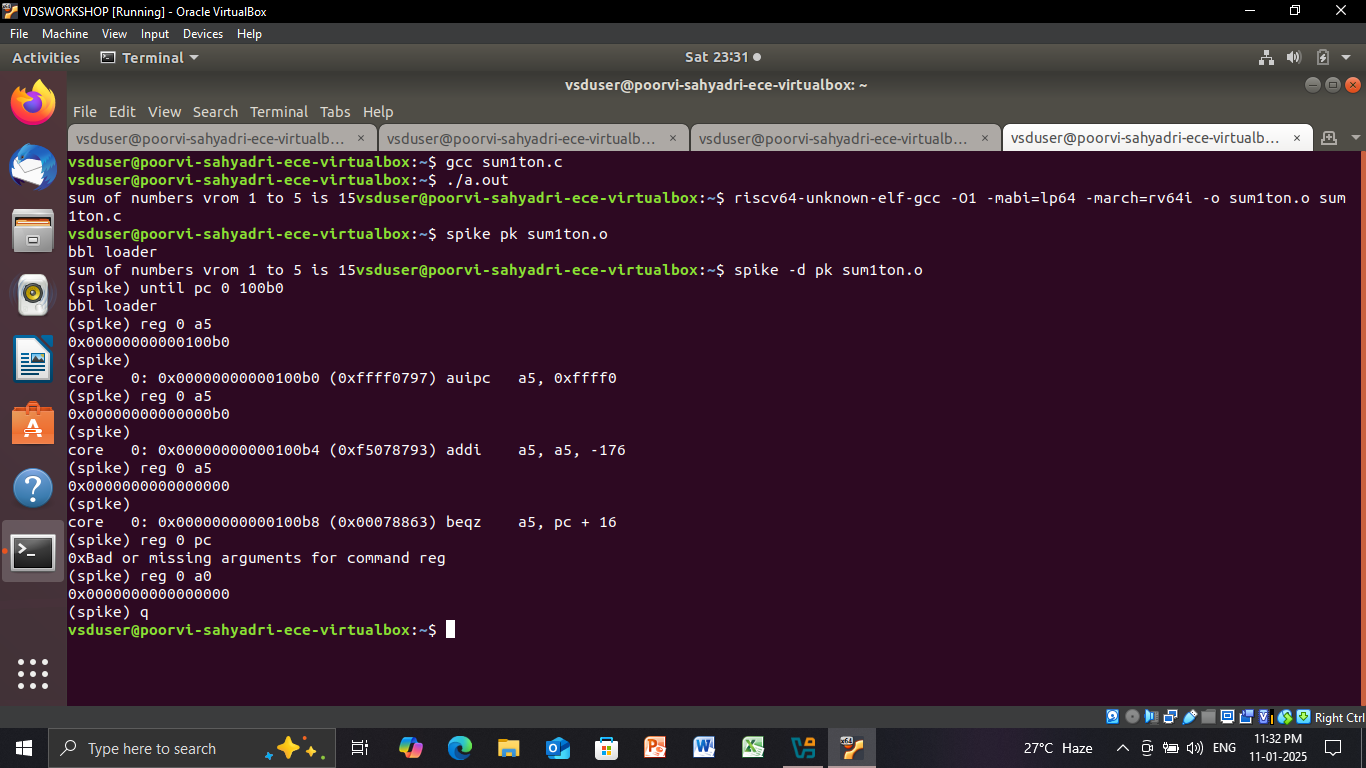 VDSWORKSHOP [Running] - Oracle VirtualBox
File Machine View Input Devices Help
Activities Terminal Sat 23:31
vsduser@poorvi-sahyadri-ece-virtualbox: ~
File Edit View Search Terminal Tabs Help
vsduser@poorvi-sahyadri-ece-virtualb... × vsduser@poorvi-sahyadri-ece-virtualb... × vsduser@poorvi-sahyadri-ece-virtualb... × vsduser@poorvi-sahyadri-ece-virtualb... ×
vsduser@poorvi-sahyadri-ece-virtualbox:~$ gcc sum1ton.c
vsduser@poorvi-sahyadri-ece-virtualbox:~$ ./a.out
sum of numbers vrom 1 to 5 is 15vsduser@poorvi-sahyadri-ece-virtualbox:~$ riscv64-unknown-elf-gcc -O1 -mabi=lp64 -march=rv64i -o sum1ton.o sum
1ton.c
vsduser@poorvi-sahyadri-ece-virtualbox:~$ spike pk sum1ton.o
bbl loader
sum of numbers vrom 1 to 5 is 15vsduser@poorvi-sahyadri-ece-virtualbox:~$ spike -d pk sum1ton.o
(spike) until pc 0 100b0
bbl loader
(spike) reg 0 a5
0x00000000000100b0
(spike)
core   0: 0x00000000000100b0 (0xffff0797) auipc   a5, 0xffff0
(spike) reg 0 a5
0x00000000000000b0
(spike)
core   0: 0x00000000000100b4 (0xf5078793) addi    a5, a5, -176
(spike) reg 0 a5
0x0000000000000000
(spike)
core   0: 0x00000000000100b8 (0x00078863) beqz    a5, pc + 16
(spike) reg 0 pc
0xBad or missing arguments for command reg
(spike) reg 0 a0
0x0000000000000000
(spike) q
vsduser@poorvi-sahyadri-ece-virtualbox:~$
Right Ctrl
Type here to search
27°C Haze
ENG
11:32 PM
11-01-2025